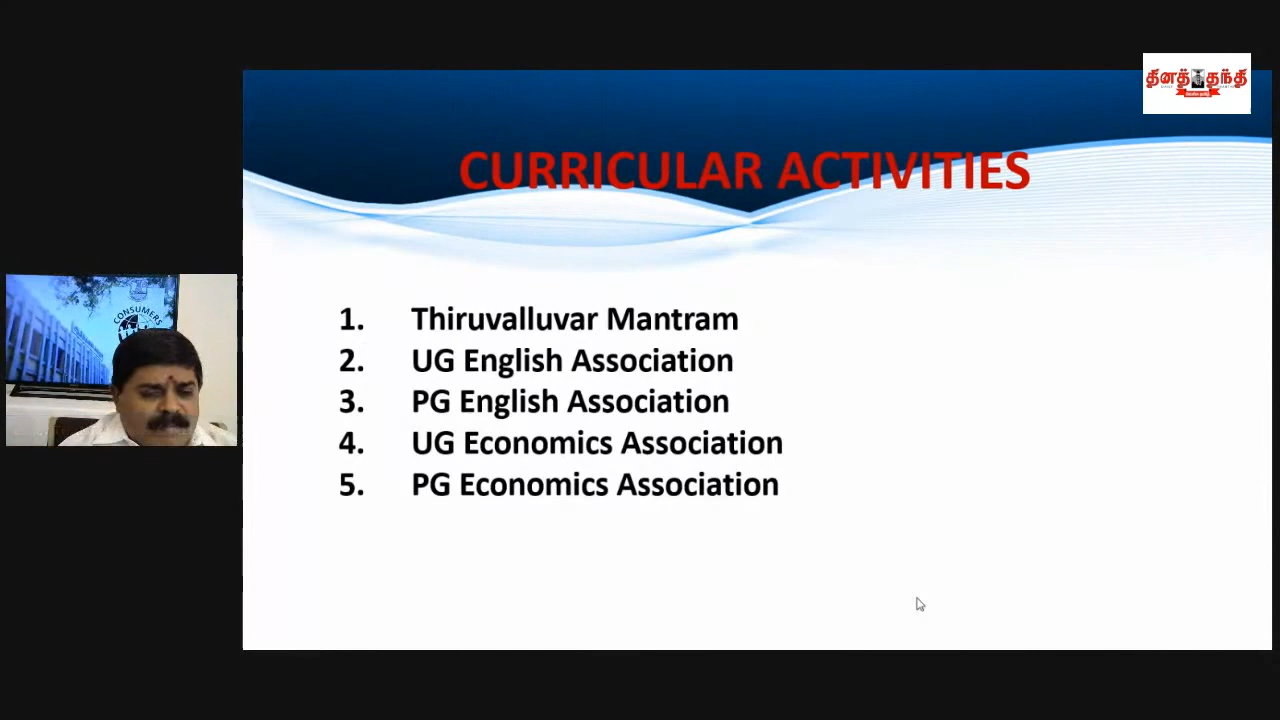 தினத்தந்தி
CURRICULAR ACTIVITIES
CONSUMERS
1. Thiruvalluvar Mantram
2. UG English Association
3. PG English Association
4. UG Economics Association
5. PG Economics Association